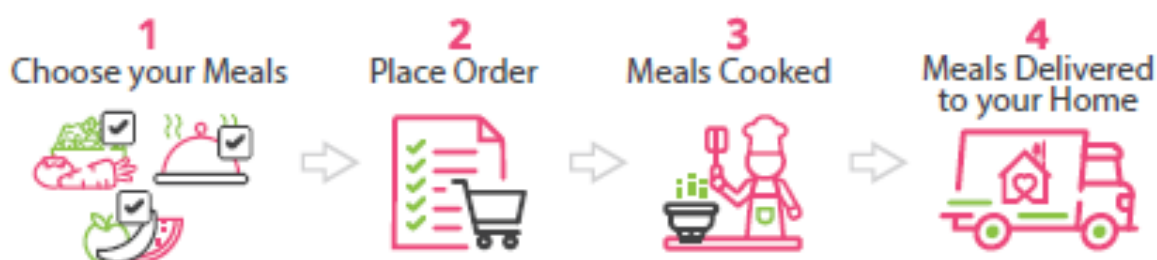 1
Choose your Meals
2
Place Order
3
Meals Cooked
4
Meals Delivered
to your Home